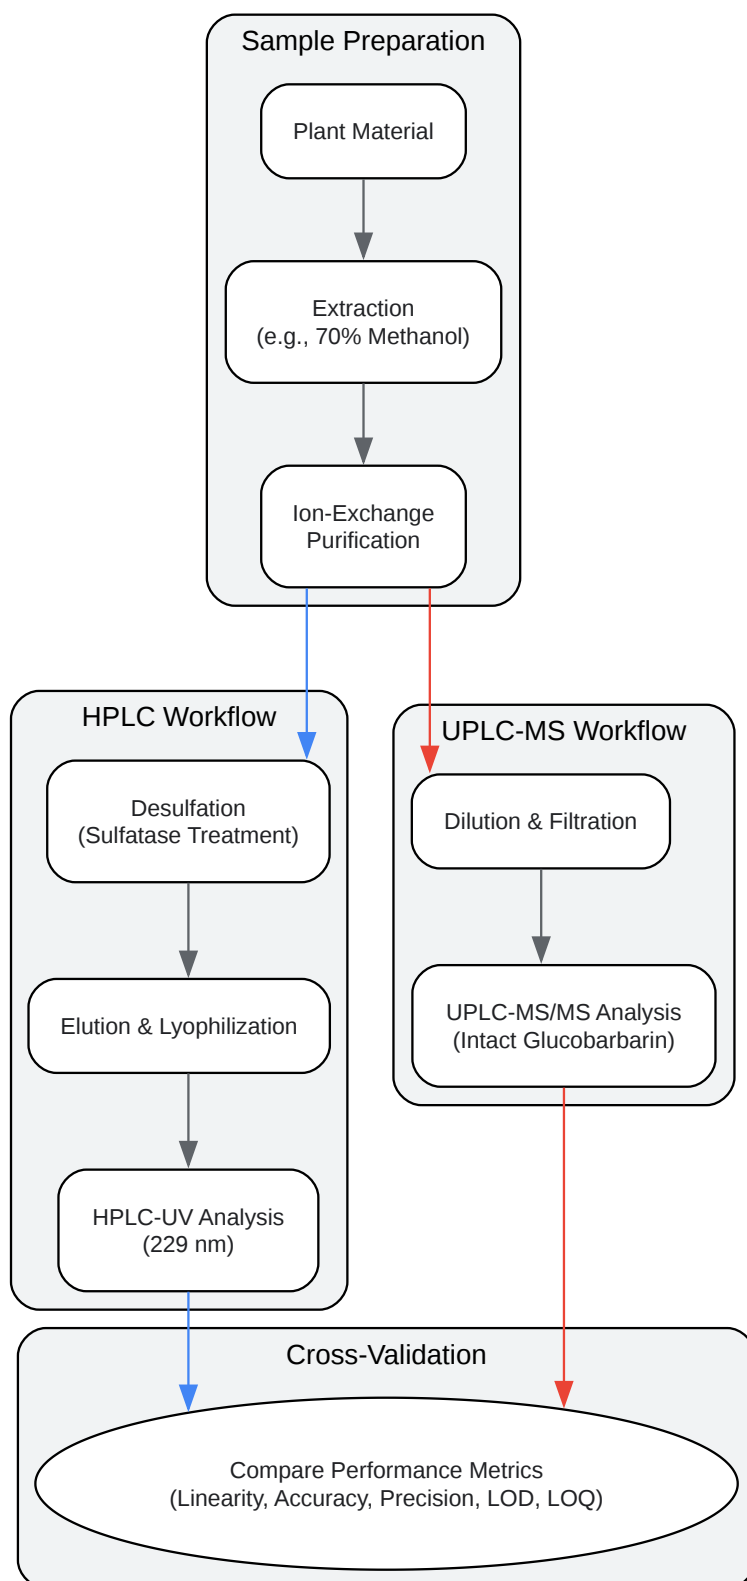 Sample Preparation
Plant Material
Extraction
(e.g., 70% Methanol)
Ion-Exchange
Purification
HPLC Workflow
Desulfation
(Sulfatase Treatment)
Elution & Lyophilization
HPLC-UV Analysis
(229 nm)
UPLC-MS Workflow
Dilution & Filtration
UPLC-MS/MS Analysis
(Intact Glucobarbarin)
Cross-Validation
Compare Performance Metrics
(Linearity, Accuracy, Precision, LOD, LOQ)